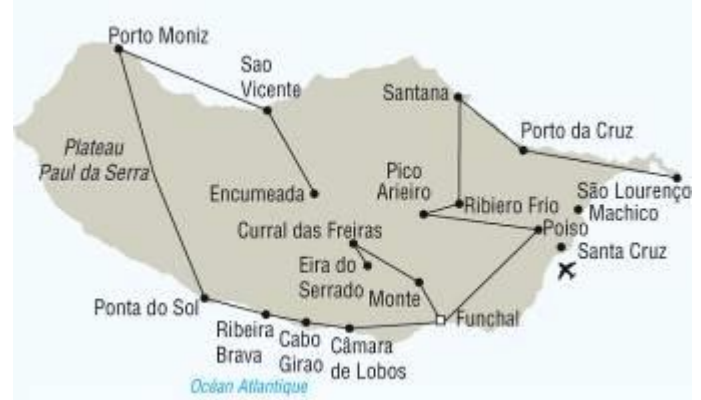 Porto Moniz
Sao
Vicente
Santana
Porto da Cruz
Plateau
Paul da Serra
Pico
Arieiro
São Lourenço
Encumeada
Ribiero Frio
Machico
Curral das Freiras
Poiso
Eira do
Serrado
Santa Cruz
Monte
Ponta do Sol
Funchal
Ribeira
Brava
Cabo
Girao
Câmara
de Lobos
Océan Atlantique